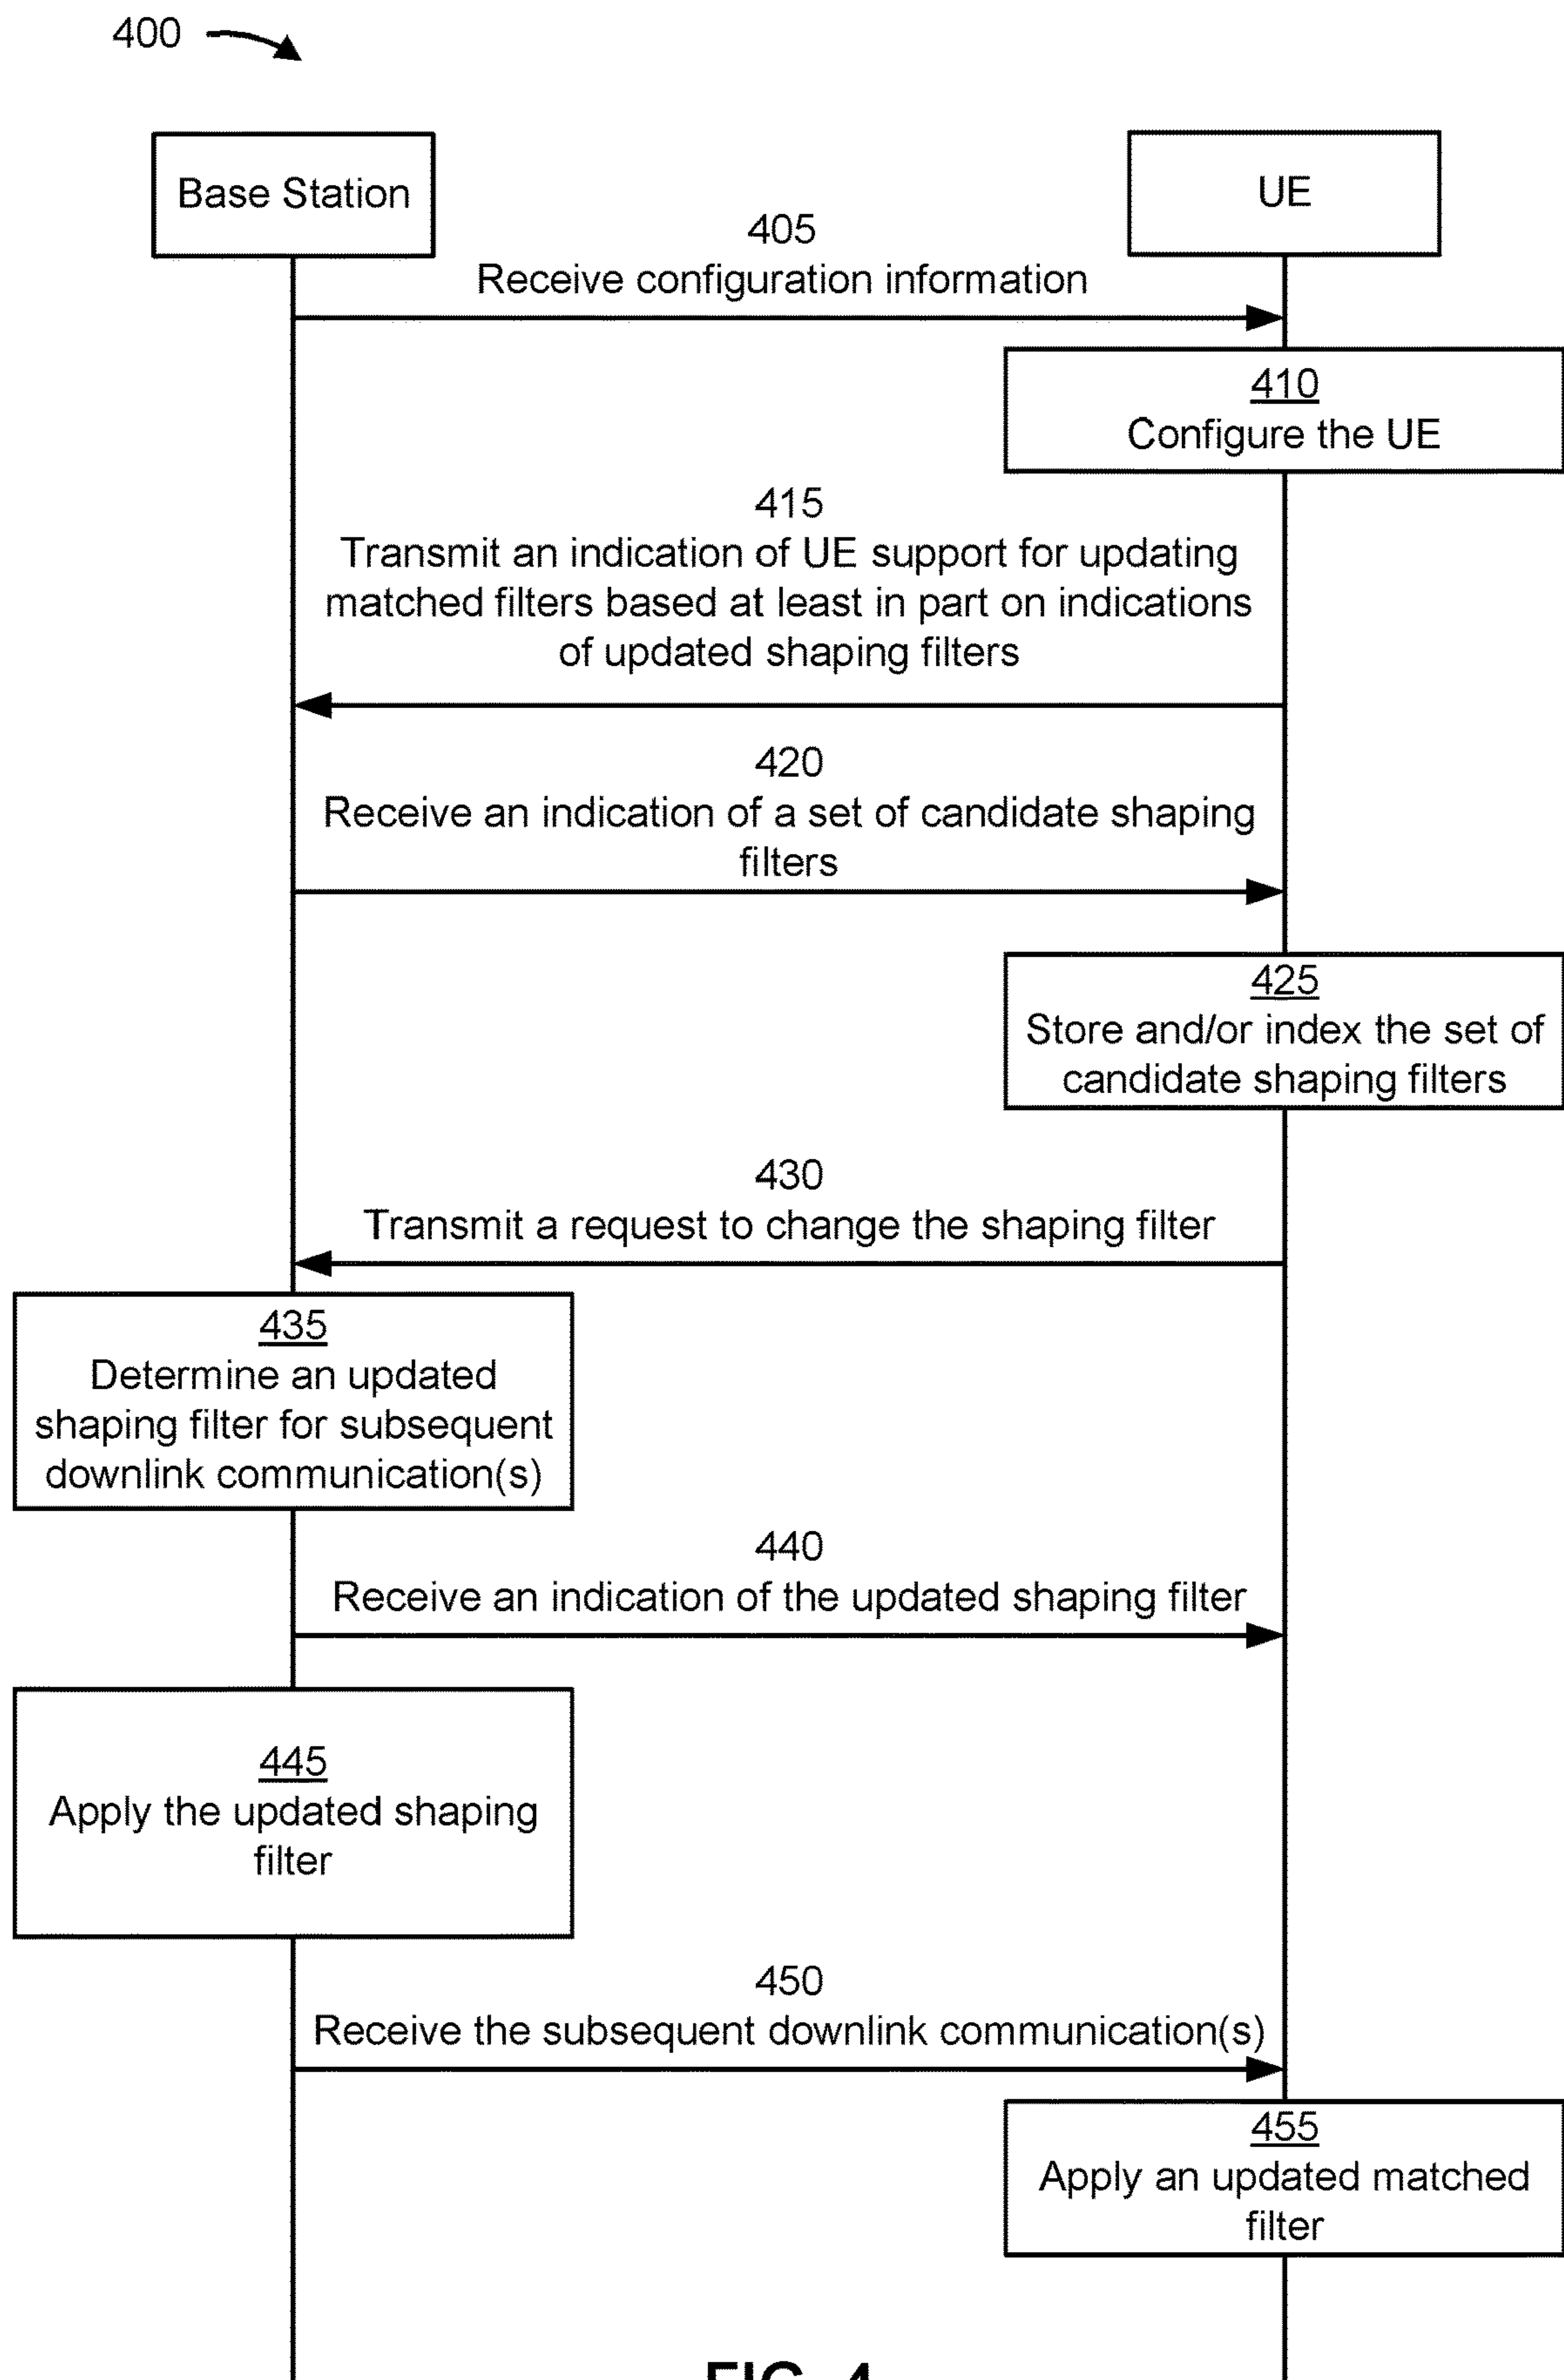 400
Base Station
UE
405
Receive configuration information
410
Configure the UE
415
Transmit an indication of UE support for updating
matched filters based at least in part on indications
of updated shaping filters
420
Receive an indication of a set of candidate shaping
filters
425
Store and/or index the set of
candidate shaping filters
430
Transmit a request to change the shaping filter
435
Determine an updated
shaping filter for subsequent
downlink communication(s)
440
Receive an indication of the updated shaping filter
445
Apply the updated shaping
filter
450
Receive the subsequent downlink communication(s)
455
Apply an updated matched
filter
FIG. 4